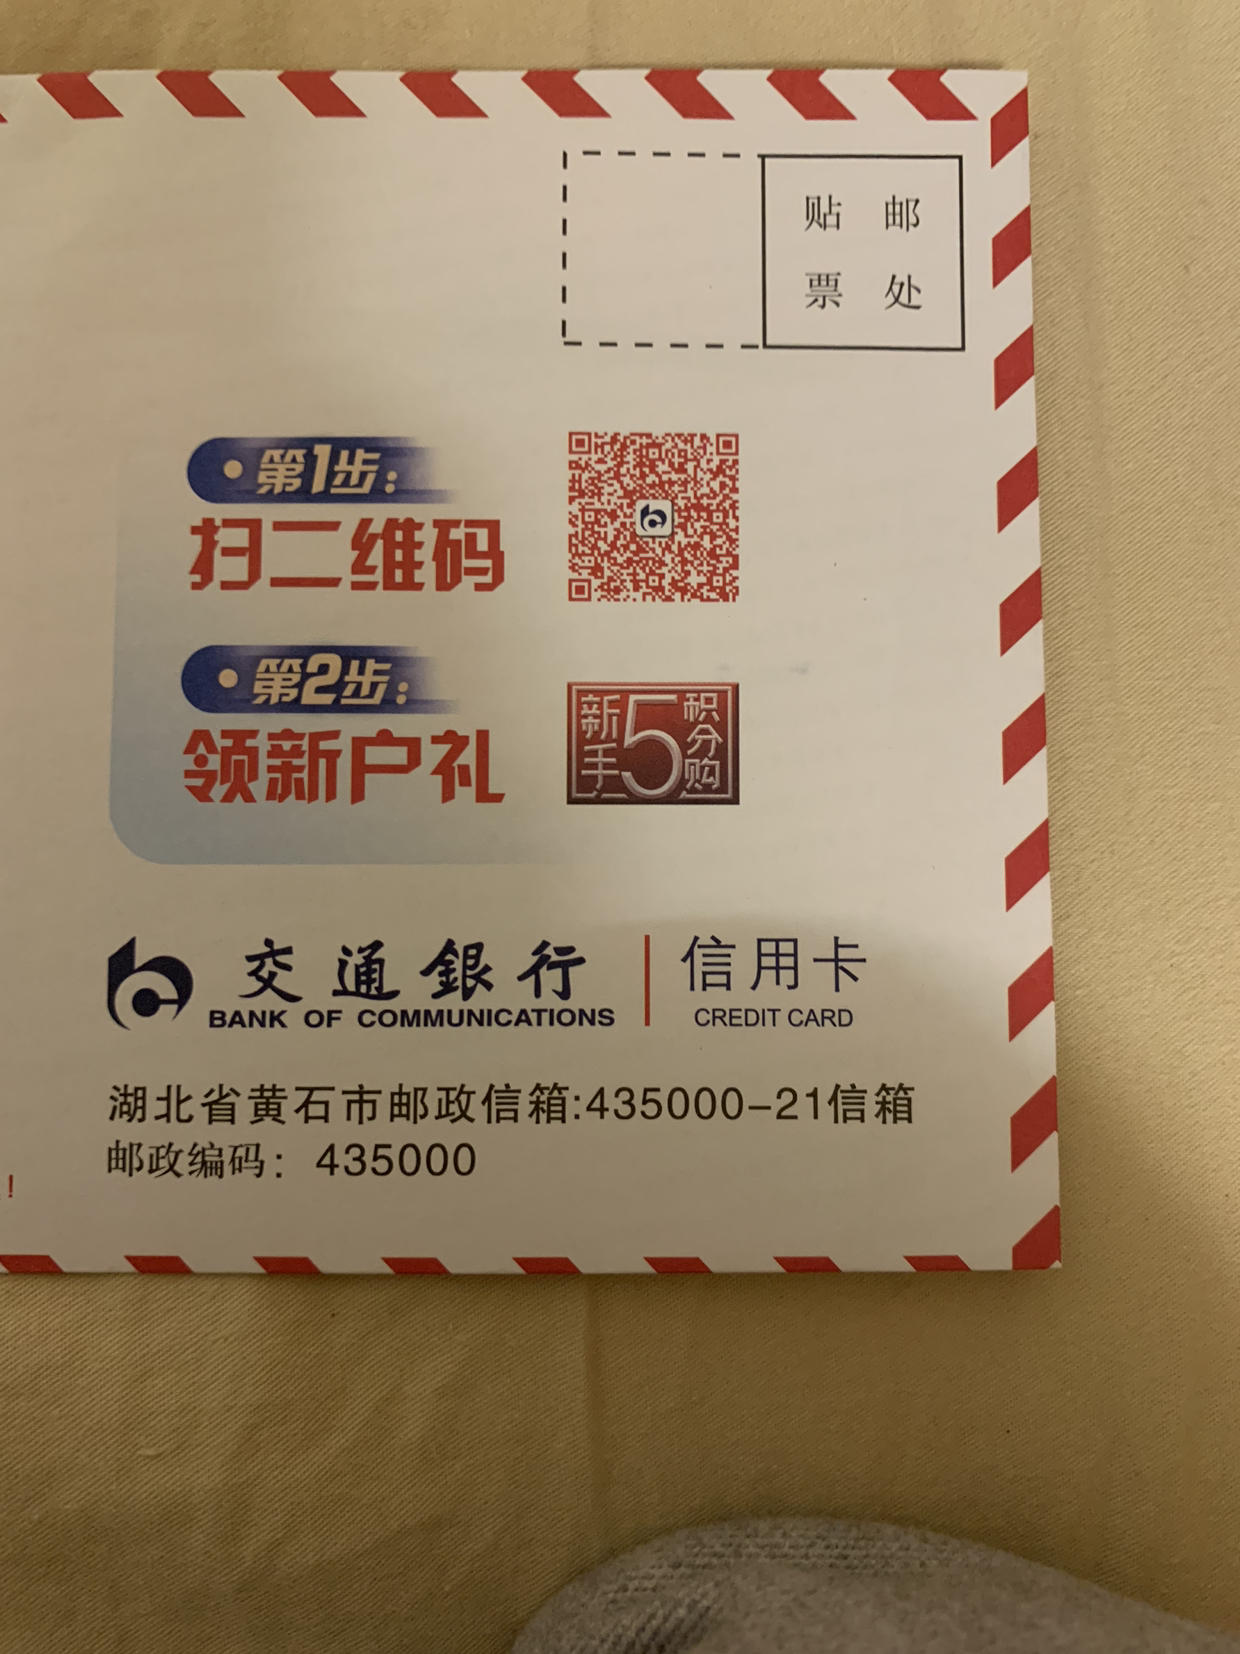 贴 邮
票 处
第1步：
扫二维码
第2步：
领新户礼
新手5积分购
交通銀行 信用卡
BANK OF COMMUNICATIONS CREDIT CARD
湖北省黄石市邮政信箱:435000-21信箱
邮政编码：435000
!